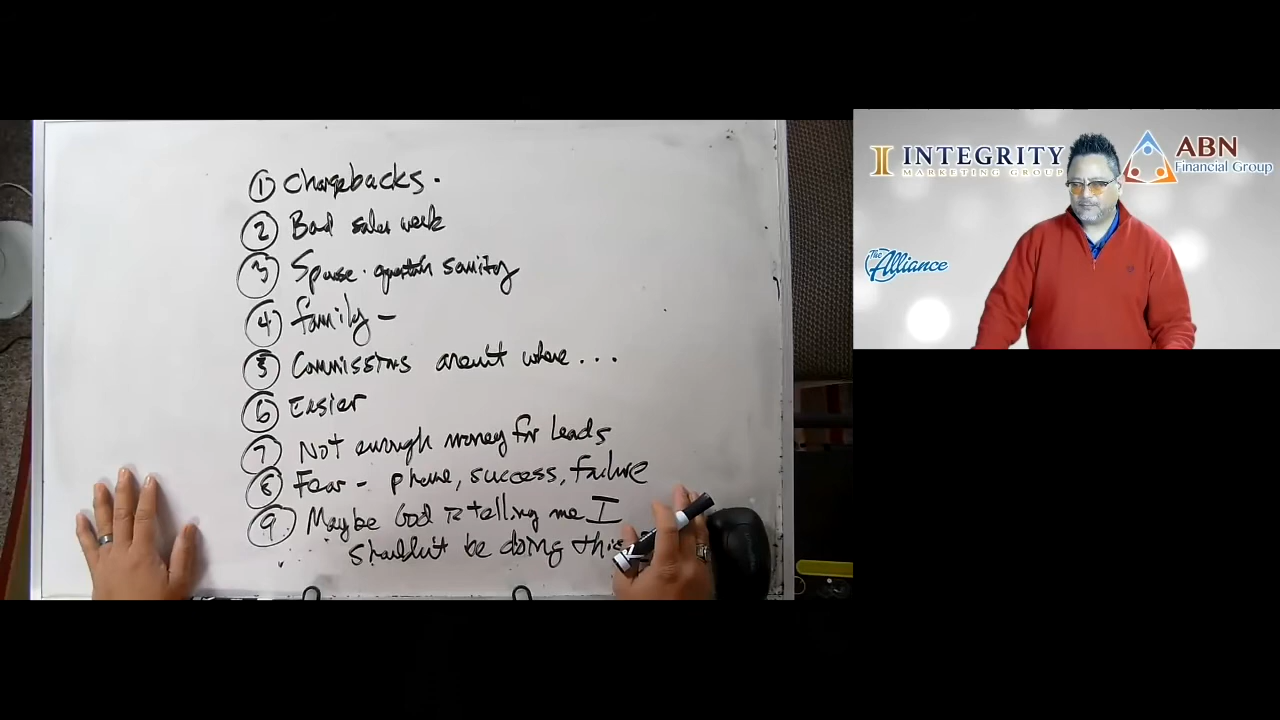 ① Chargebacks.
② Bad sales week
③ Spouse. question sanity
④ family -
⑤ Commissions aren't where...
⑥ Easier
⑦ Not enough money for leads
⑧ Fear - phone, success, failure
⑨ Maybe God is telling me I
shouldn't be doing this
INTEGRITY
MARKETING GROUP
ABN
Financial Group
The
Alliance